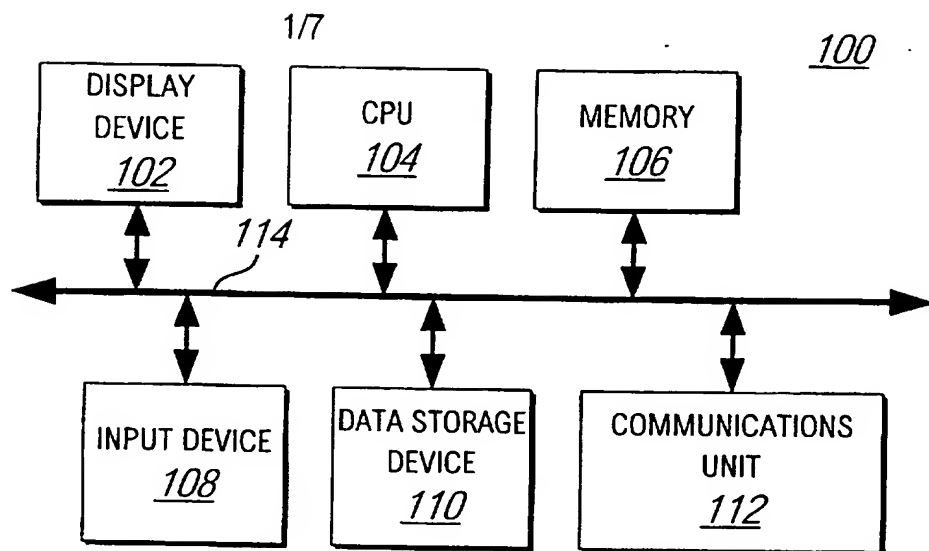 1/7
100
DISPLAY
DEVICE
102
CPU
104
MEMORY
106
114
INPUT DEVICE
108
DATA STORAGE
DEVICE
110
COMMUNICATIONS
UNIT
112